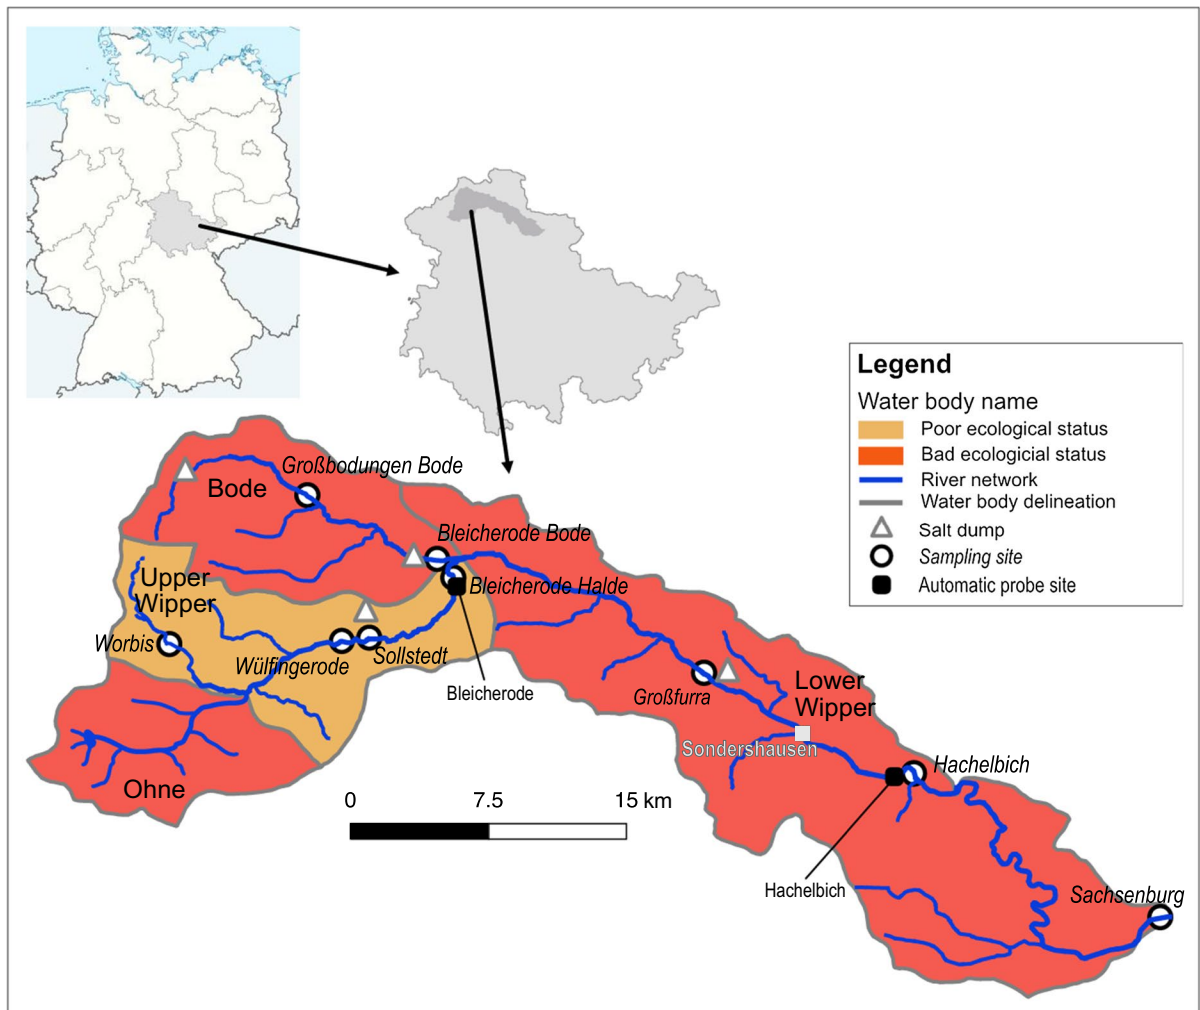 Legend
Water body name
Poor ecological status
Bad ecologicial status
River network
Water body delineation
Salt dump
Sampling site
Automatic probe site
Großbodungen Bode
Bode
Bleicherode Bode
Upper
Wipper
Bleicherode Halde
Worbis
Wülfingerode
Sollstedt
Bleicherode
Großfurra
Lower
Wipper
Sondershausen
Ohne
Hachelbich
0 7.5 15 km
Hachelbich
Sachsenburg